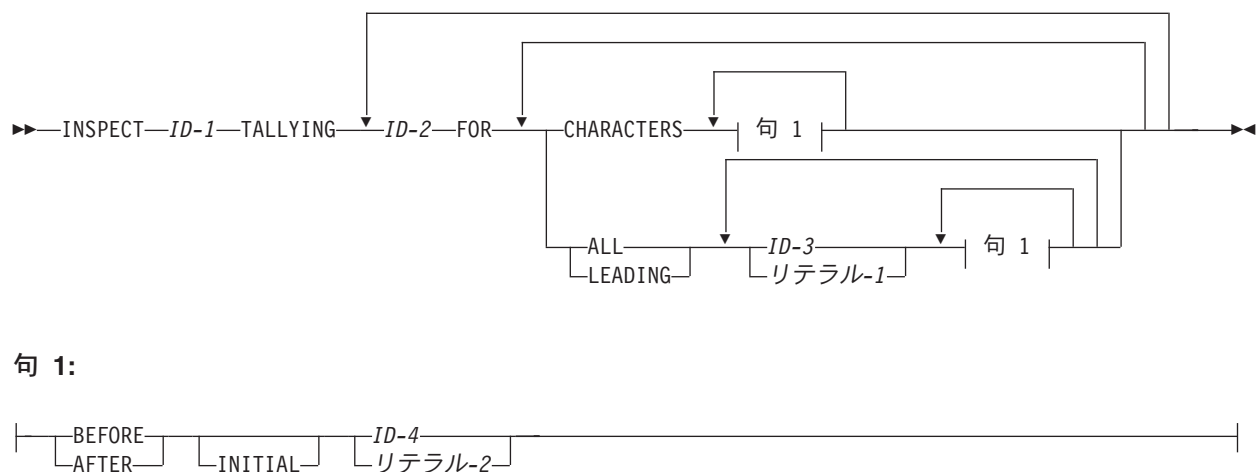 INSPECT ID-1 TALLYING ID-2 FOR CHARACTERS 句 1
ALL ID-3 句 1
LEADING リテラル-1
句 1:
BEFORE ID-4
AFTER INITIAL リテラル-2